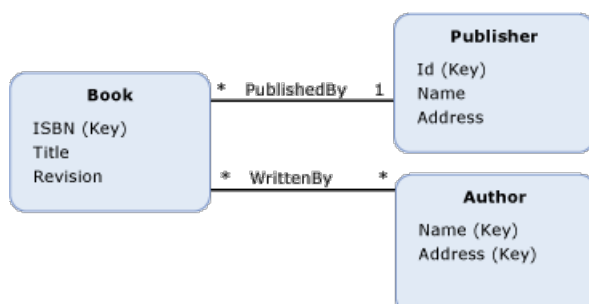 Book
ISBN (Key)
Title
Revision
* PublishedBy 1
* WrittenBy *
Publisher
Id (Key)
Name
Address
Author
Name (Key)
Address (Key)